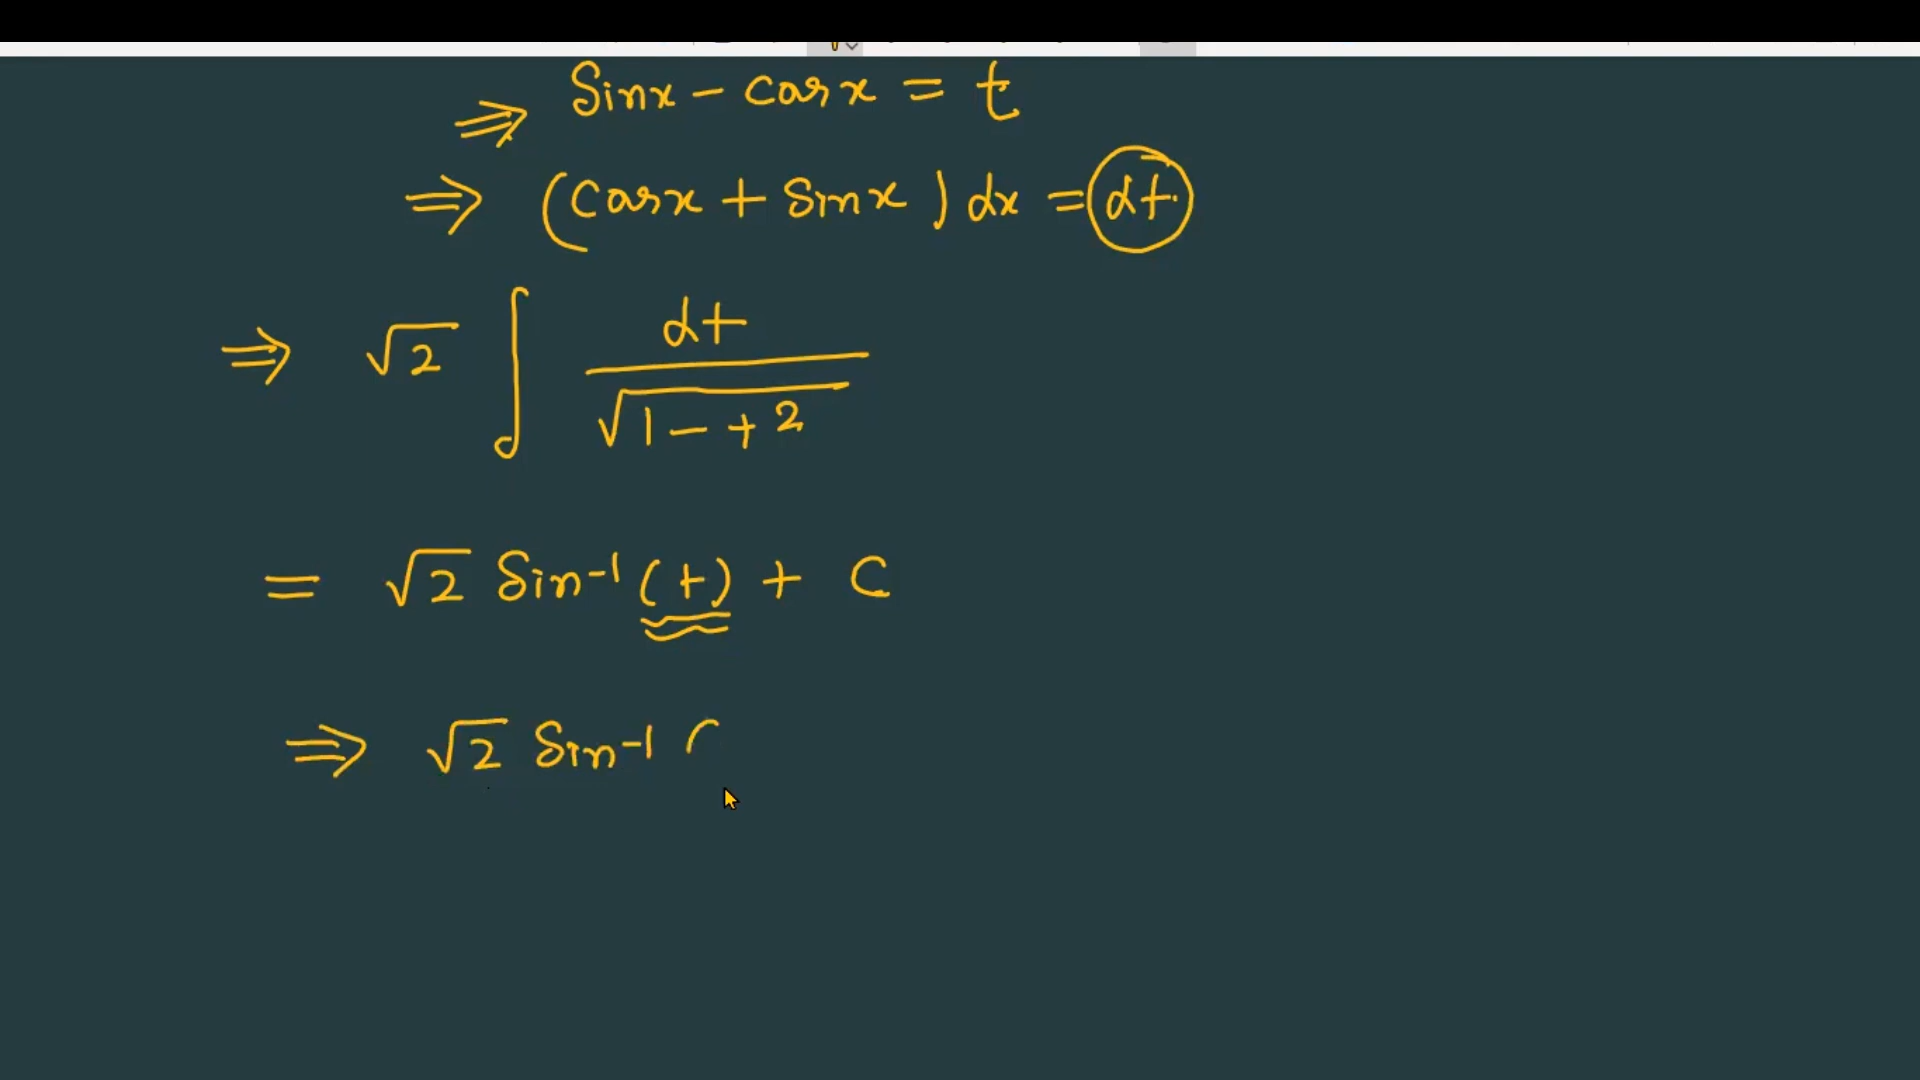 ⇒ Sinx - Cosx = t
⇒ (Cosx + Sinx) dx = dt
⇒ √2 ∫ dt / √1-t²
= √2 Sin⁻¹ (t) + C
⇒ √2 Sin⁻¹ (